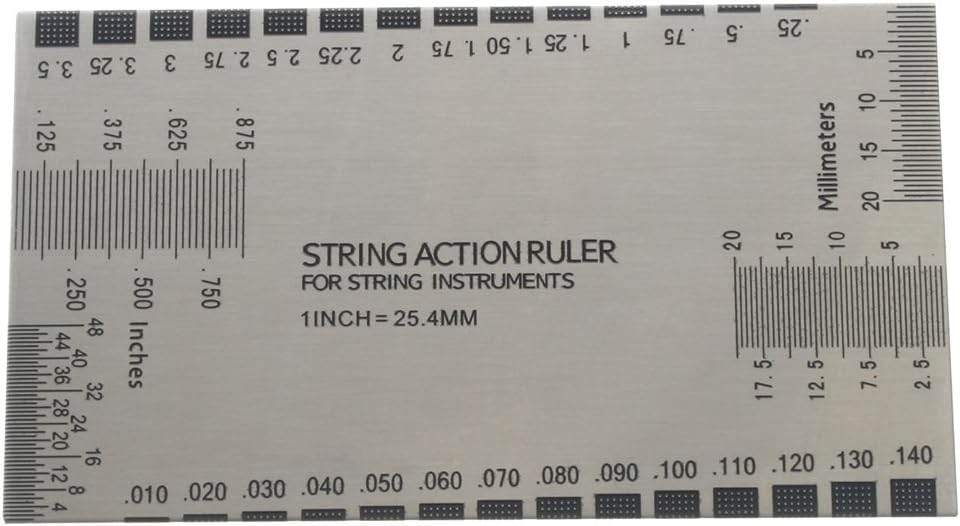 3.5 3.25 3 2.75 2.5 2.25 2 1.75 1.50 1.25 1 .75 .5 .25
.125 .375 .625 .875
.250 .500 .750
Inches
48 44 40 36 32 28 24 20 16 12 8 4
5 10 15 20
Millimeters
20 15 10 5
17.5 12.5 7.5 2.5
STRING ACTION RULER
FOR STRING INSTRUMENTS
1INCH = 25.4MM
.010 .020 .030 .040 .050 .060 .070 .080 .090 .100 .110 .120 .130 .140